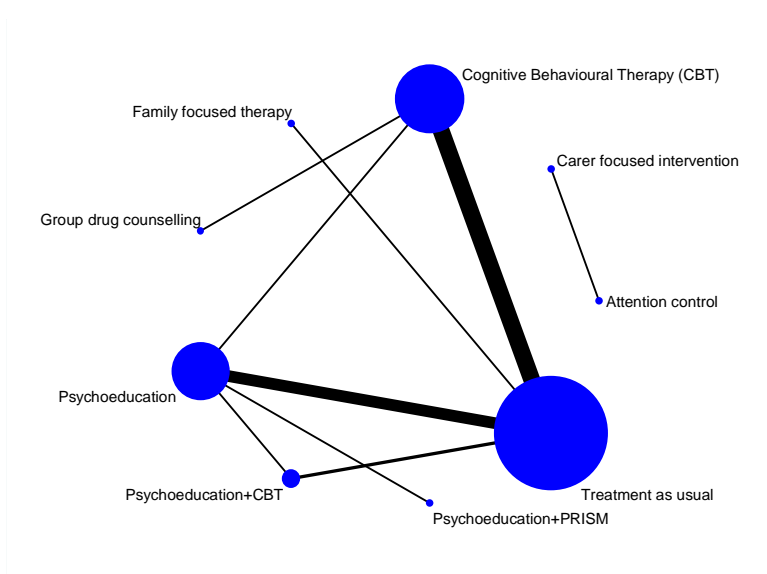 Cognitive Behavioural Therapy (CBT)
Family focused therapy
Carer focused intervention
Group drug counselling
Attention control
Psychoeducation
Psychoeducation+CBT
Treatment as usual
Psychoeducation+PRISM